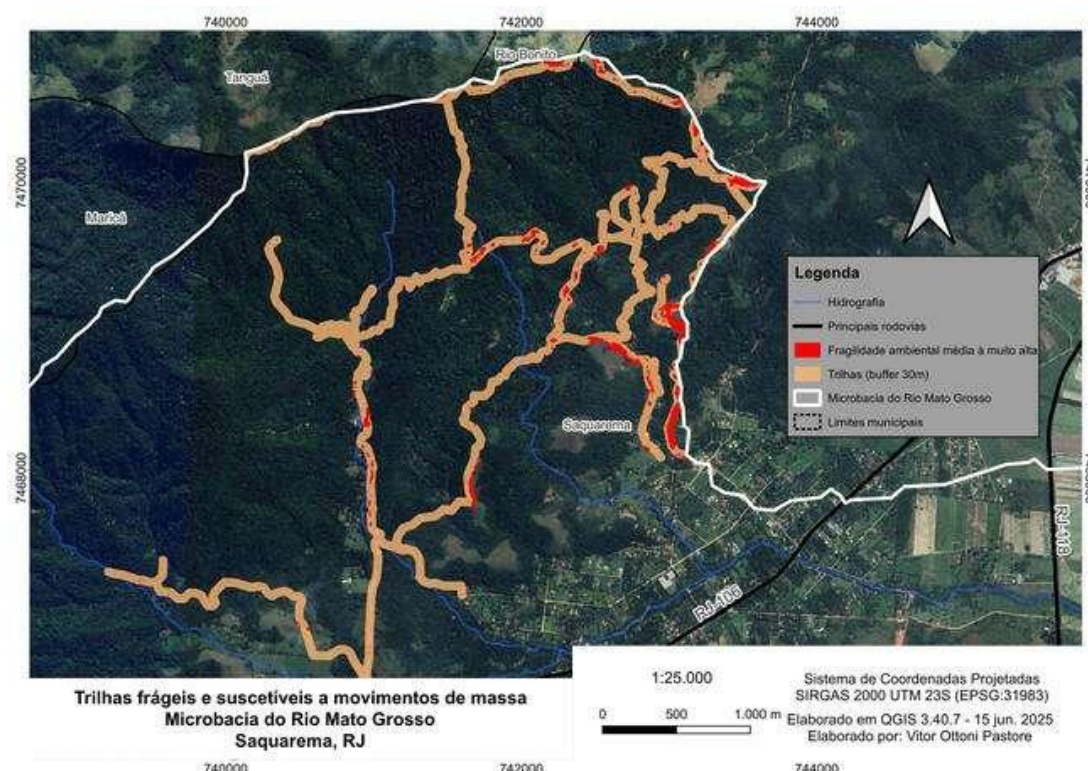 740000
742000
744000
Rio Bonito
Tanguá
7470000
Maricá
Legenda
Hidrografia
Principais rodovias
Fragilidade ambiental média à muito alta
Trilhas (buffer 30m)
Microbacia do Rio Mato Grosso
Limites municipais
Saquarema
7468000
RJ-118
RJ-106
Trilhas frágeis e suscetíveis a movimentos de massa
Microbacia do Rio Mato Grosso
Saquarema, RJ
1:25.000
0 500 1.000 m
Sistema de Coordenadas Projetadas
SIRGAS 2000 UTM 23S (EPSG:31983)
Elaborado em QGIS 3.40.7 - 15 jun. 2025
Elaborado por: Vitor Ottoni Pastore
740000
744000